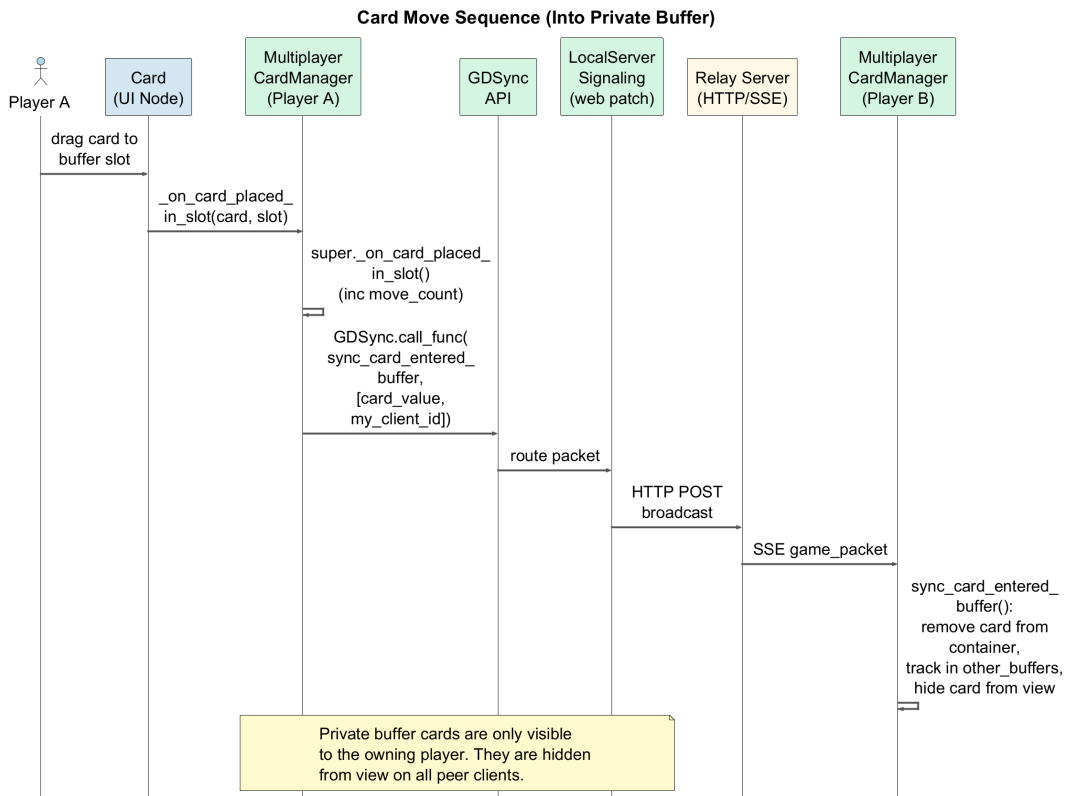 Card Move Sequence (Into Private Buffer)
Player A
Card
(UI Node)
Multiplayer
CardManager
(Player A)
GDSync
API
LocalServer
Signaling
(web patch)
Relay Server
(HTTP/SSE)
Multiplayer
CardManager
(Player B)
drag card to
buffer slot
_on_card_placed_
in_slot(card, slot)
super._on_card_placed_
in_slot()
(inc move_count)
GDSync.call_func(
sync_card_entered_
buffer,
[card_value,
my_client_id])
route packet
HTTP POST
broadcast
SSE game_packet
sync_card_entered_
buffer():
remove card from
container,
track in other_buffers,
hide card from view
Private buffer cards are only visible
to the owning player. They are hidden
from view on all peer clients.